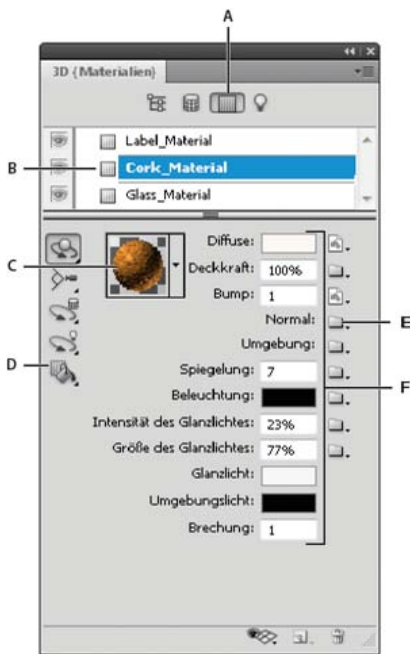 A
3D {Materialien}
Label_Material
B
Cork_Material
Glass_Material
C
Diffuse:
Deckkraft: 100%
Bump: 1
Normal:
E
Umgebung:
D
Spiegelung: 7
F
Beleuchtung:
Intensität des Glanzlichtes: 23%
Größe des Glanzlichtes: 77%
Glanzlicht:
Umgebungslicht:
Brechung: 1